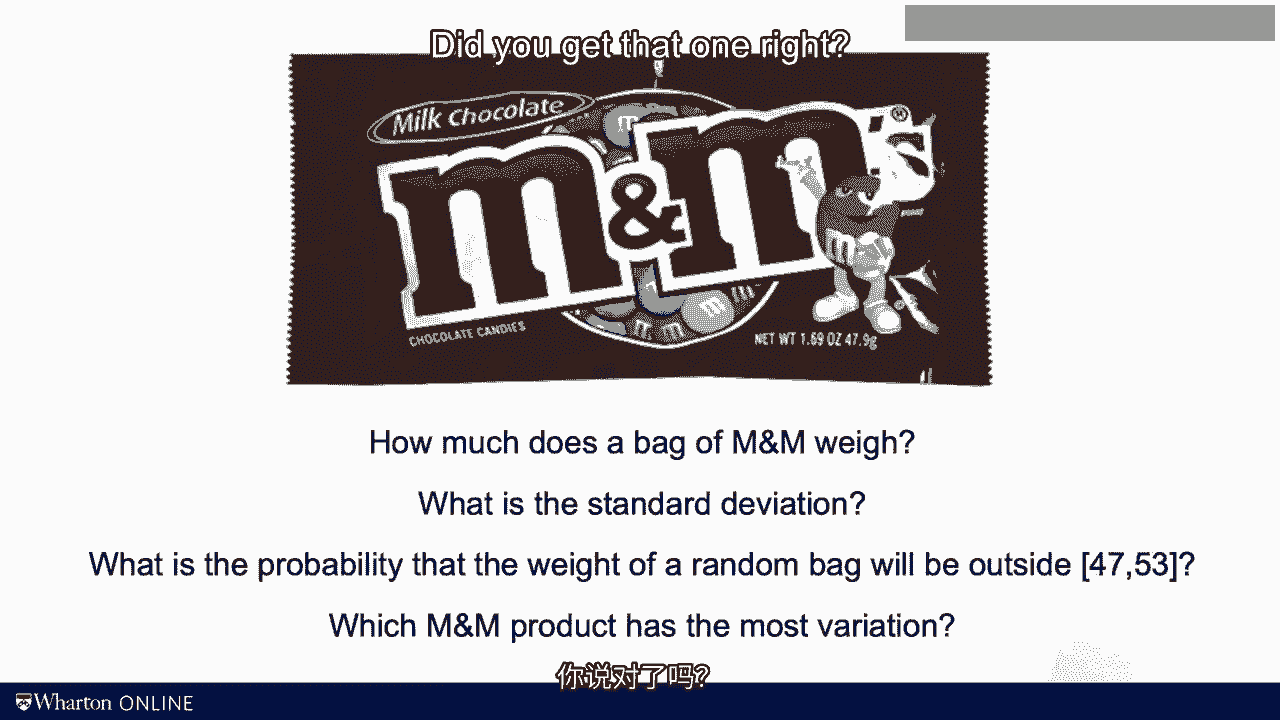 Did you get that one right?
Milk Chocolate
m&m's
®
m
m
m
m
m
CHOCOLATE CANDIES
NET WT 1.69 OZ 47.9g
How much does a bag of M&M weigh?
What is the standard deviation?
What is the probability that the weight of a random bag will be outside [47,53]?
Which M&M product has the most variation?
你说对了吗?
Wharton ONLINE